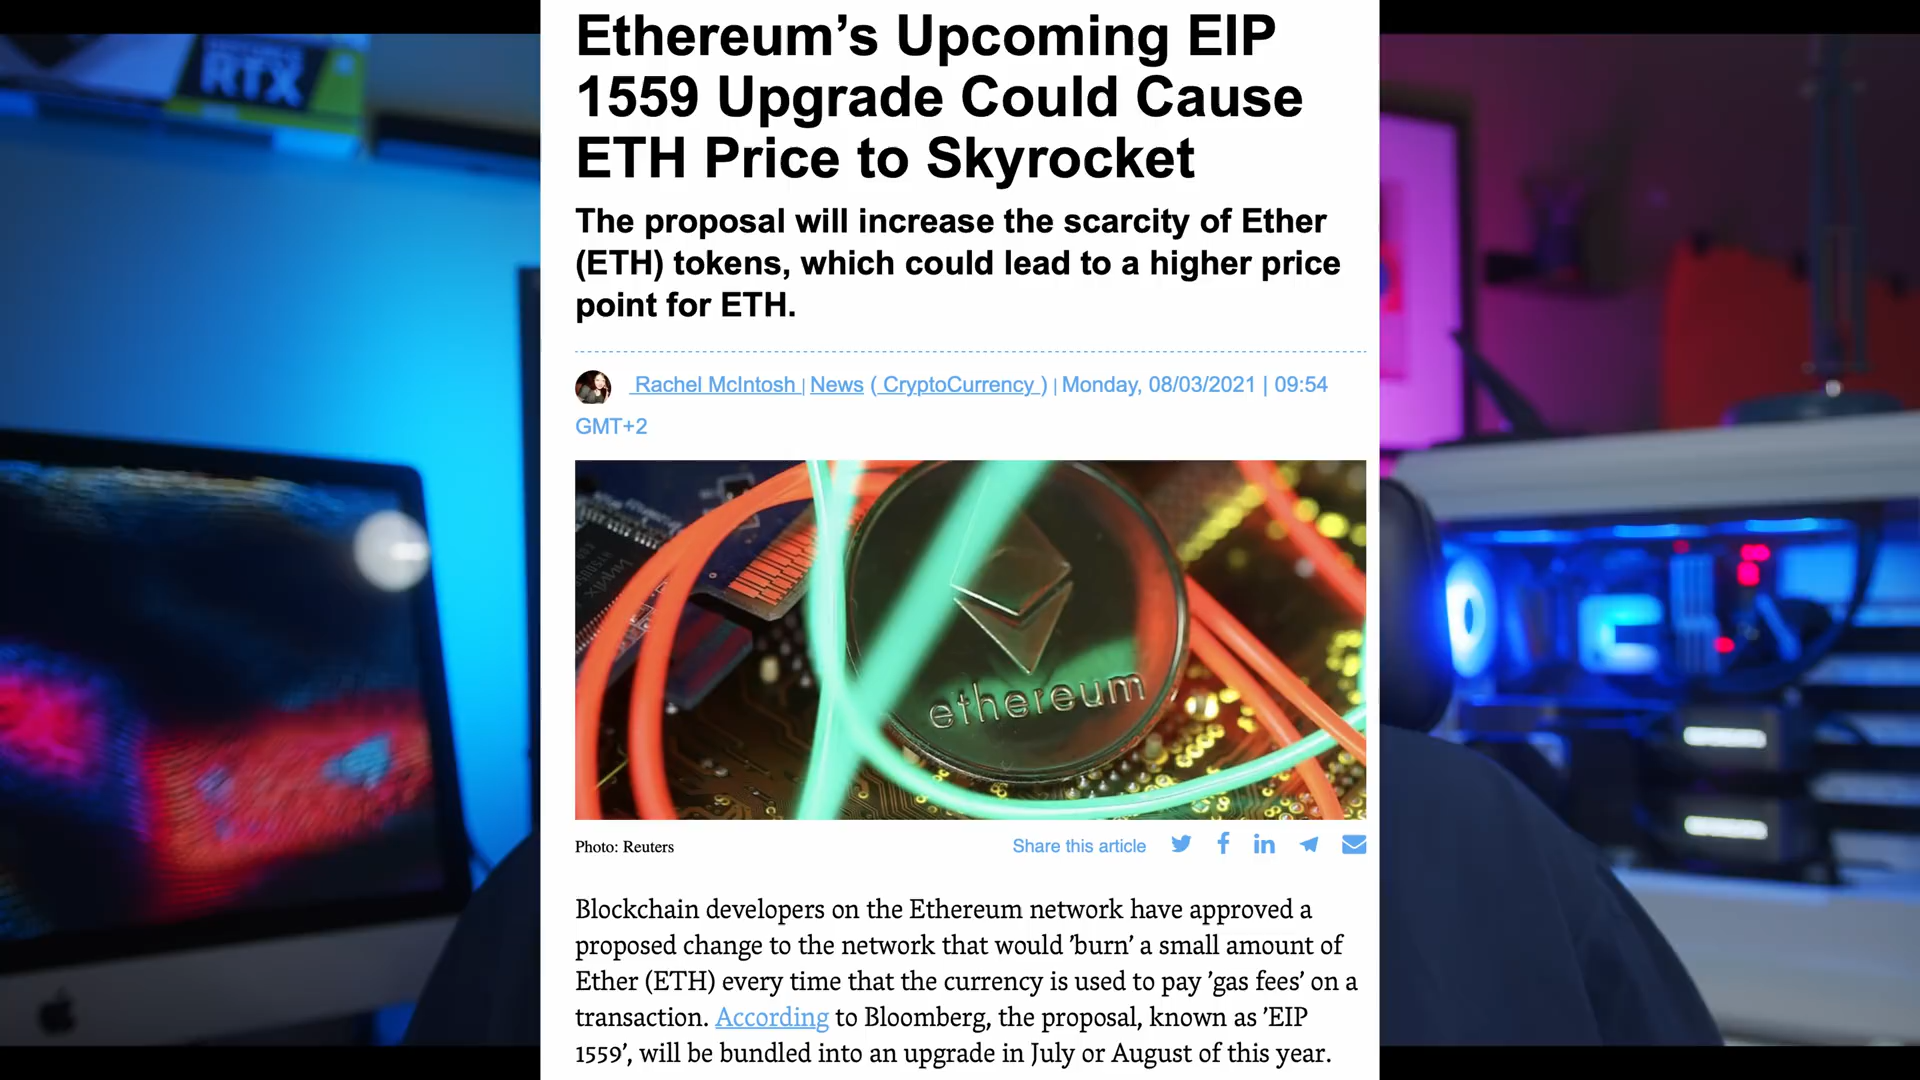 RTX
Ethereum’s Upcoming EIP
1559 Upgrade Could Cause
ETH Price to Skyrocket
The proposal will increase the scarcity of Ether
(ETH) tokens, which could lead to a higher price
point for ETH.
Rachel McIntosh | News ( CryptoCurrency ) | Monday, 08/03/2021 | 09:54
GMT+2
ethereum
Photo: Reuters
Share this article
Blockchain developers on the Ethereum network have approved a
proposed change to the network that would ’burn’ a small amount of
Ether (ETH) every time that the currency is used to pay ’gas fees’ on a
transaction. According to Bloomberg, the proposal, known as ’EIP
1559’, will be bundled into an upgrade in July or August of this year.